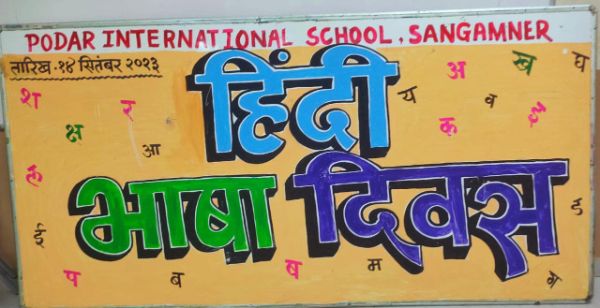 PODAR INTERNATIONAL SCHOOL, SANGAMNER
तारिख.१४ सितंबर २०२३
हिंदी
भाषा दिवस
श र अ ख घ
क्ष आ य क व ई
ल ई ड
प ब ष म ग